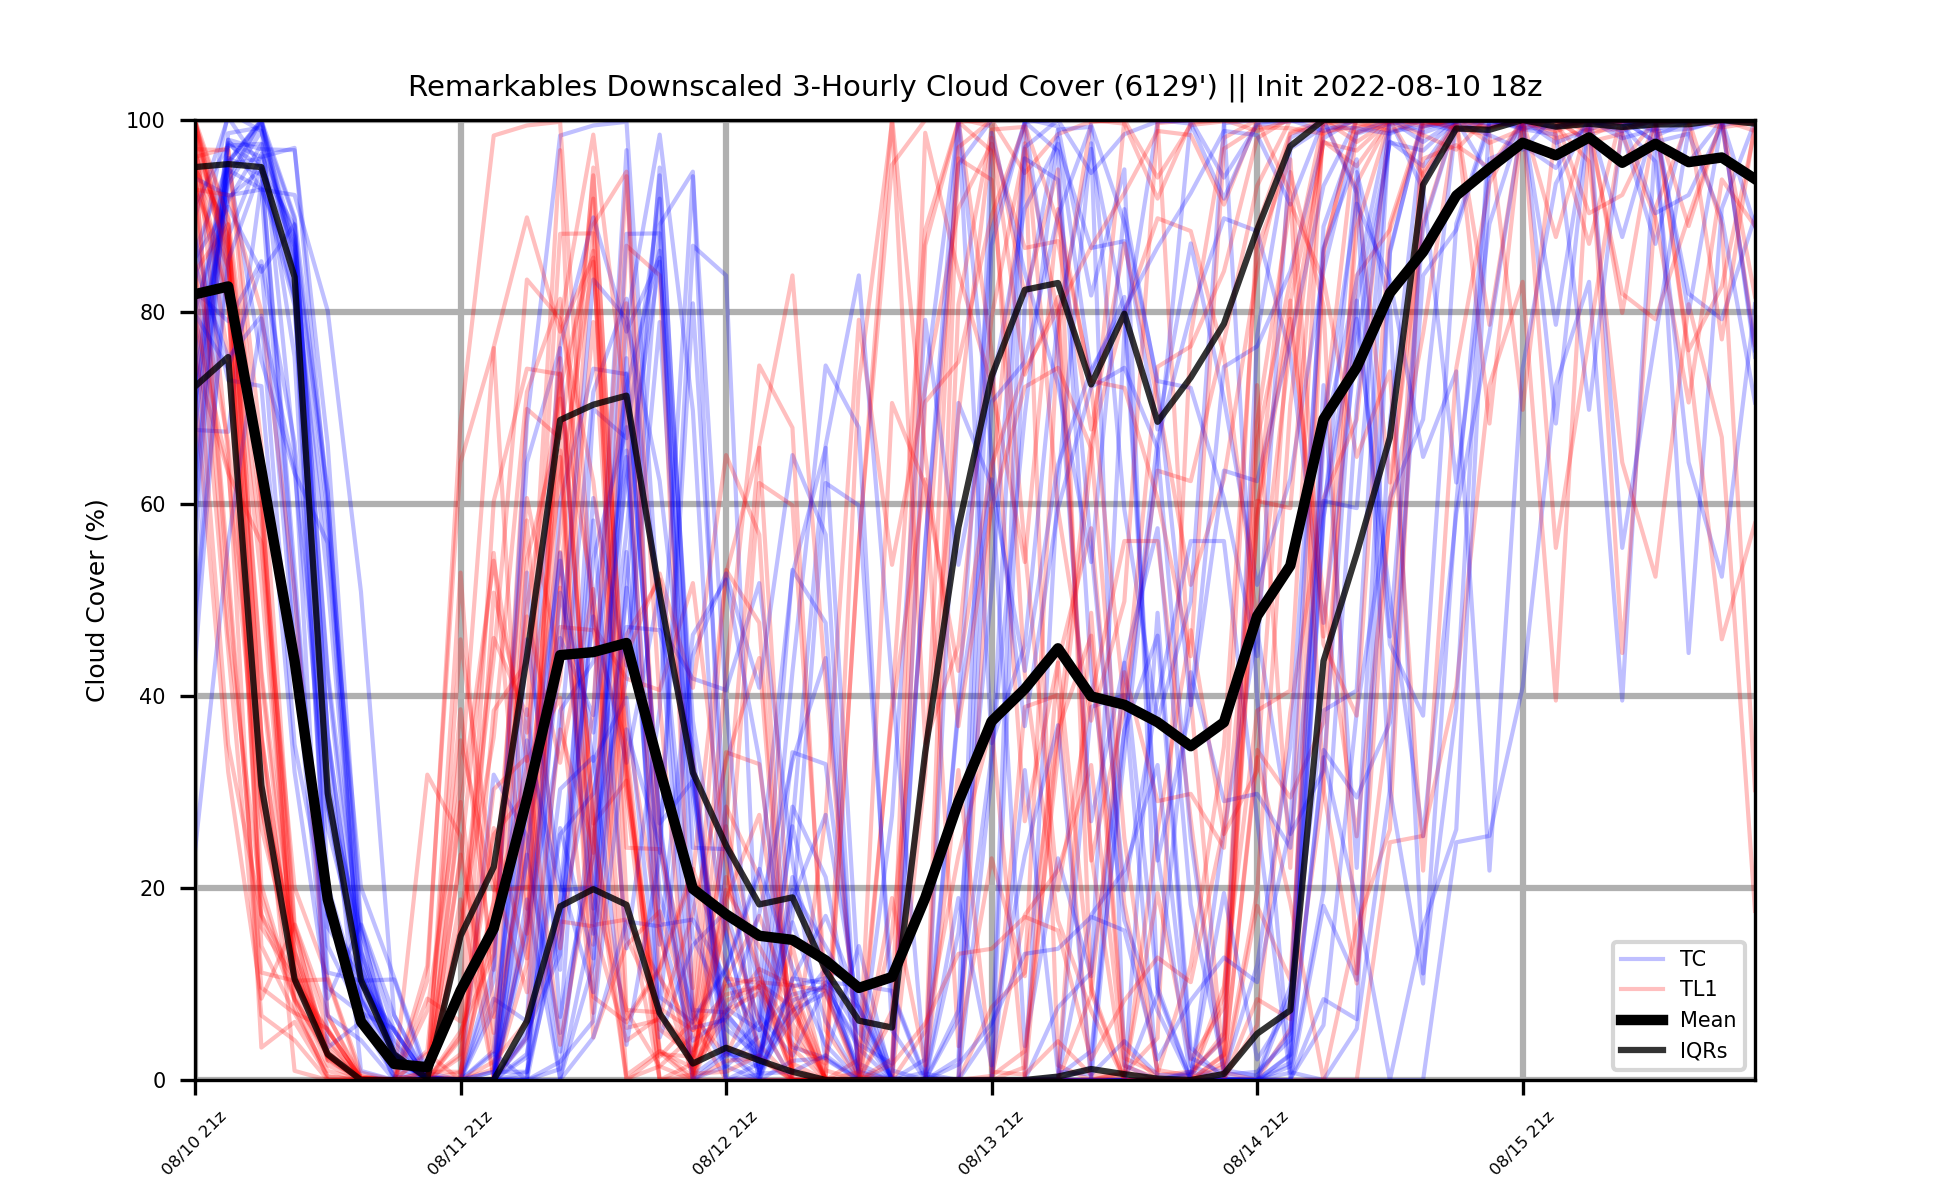 Remarkables Downscaled 3-Hourly Cloud Cover (6129') || Init 2022-08-10 18z
Cloud Cover (%)
100
80
60
40
20
0
08/10 21z
08/11 21z
08/12 21z
08/13 21z
08/14 21z
08/15 21z
TC
TL1
Mean
IQRs